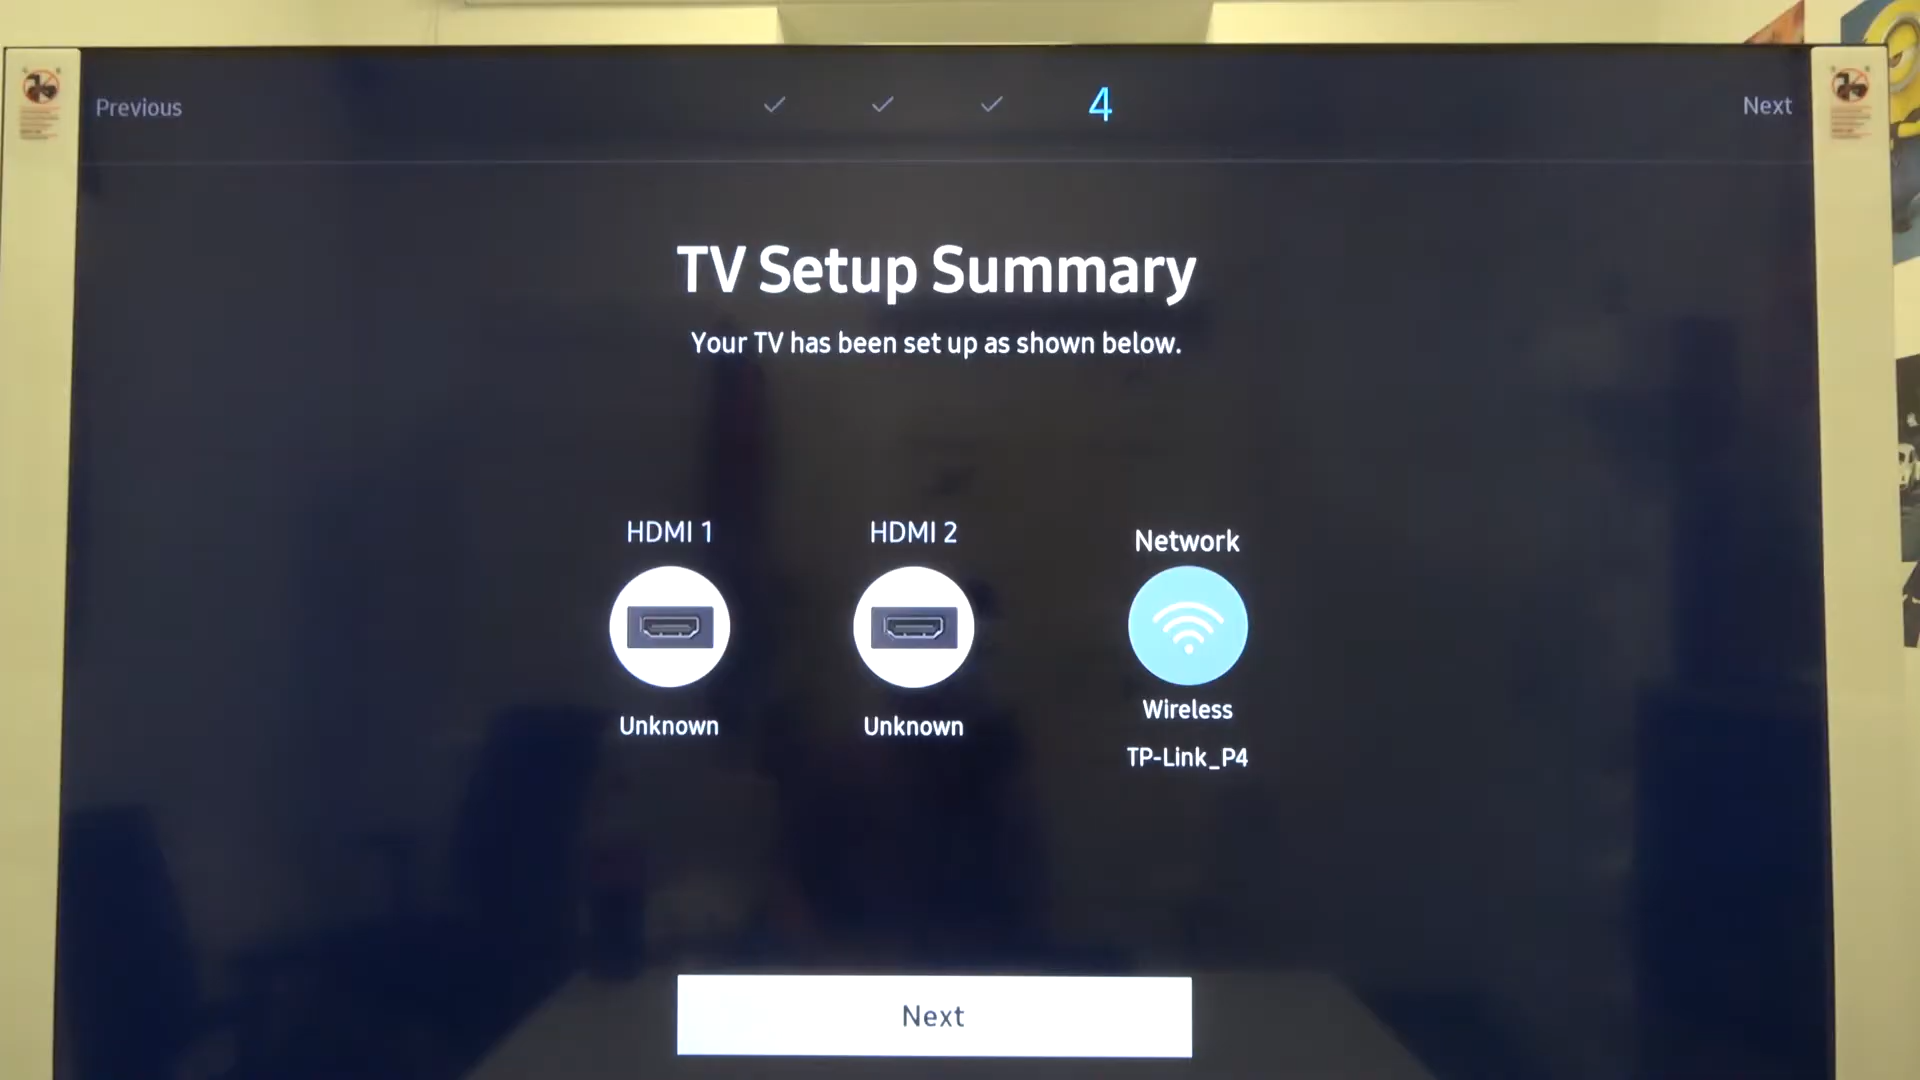 Previous
4
Next
TV Setup Summary
Your TV has been set up as shown below.
HDMI 1
HDMI 2
Network
Unknown
Unknown
Wireless
TP-Link_P4
Next